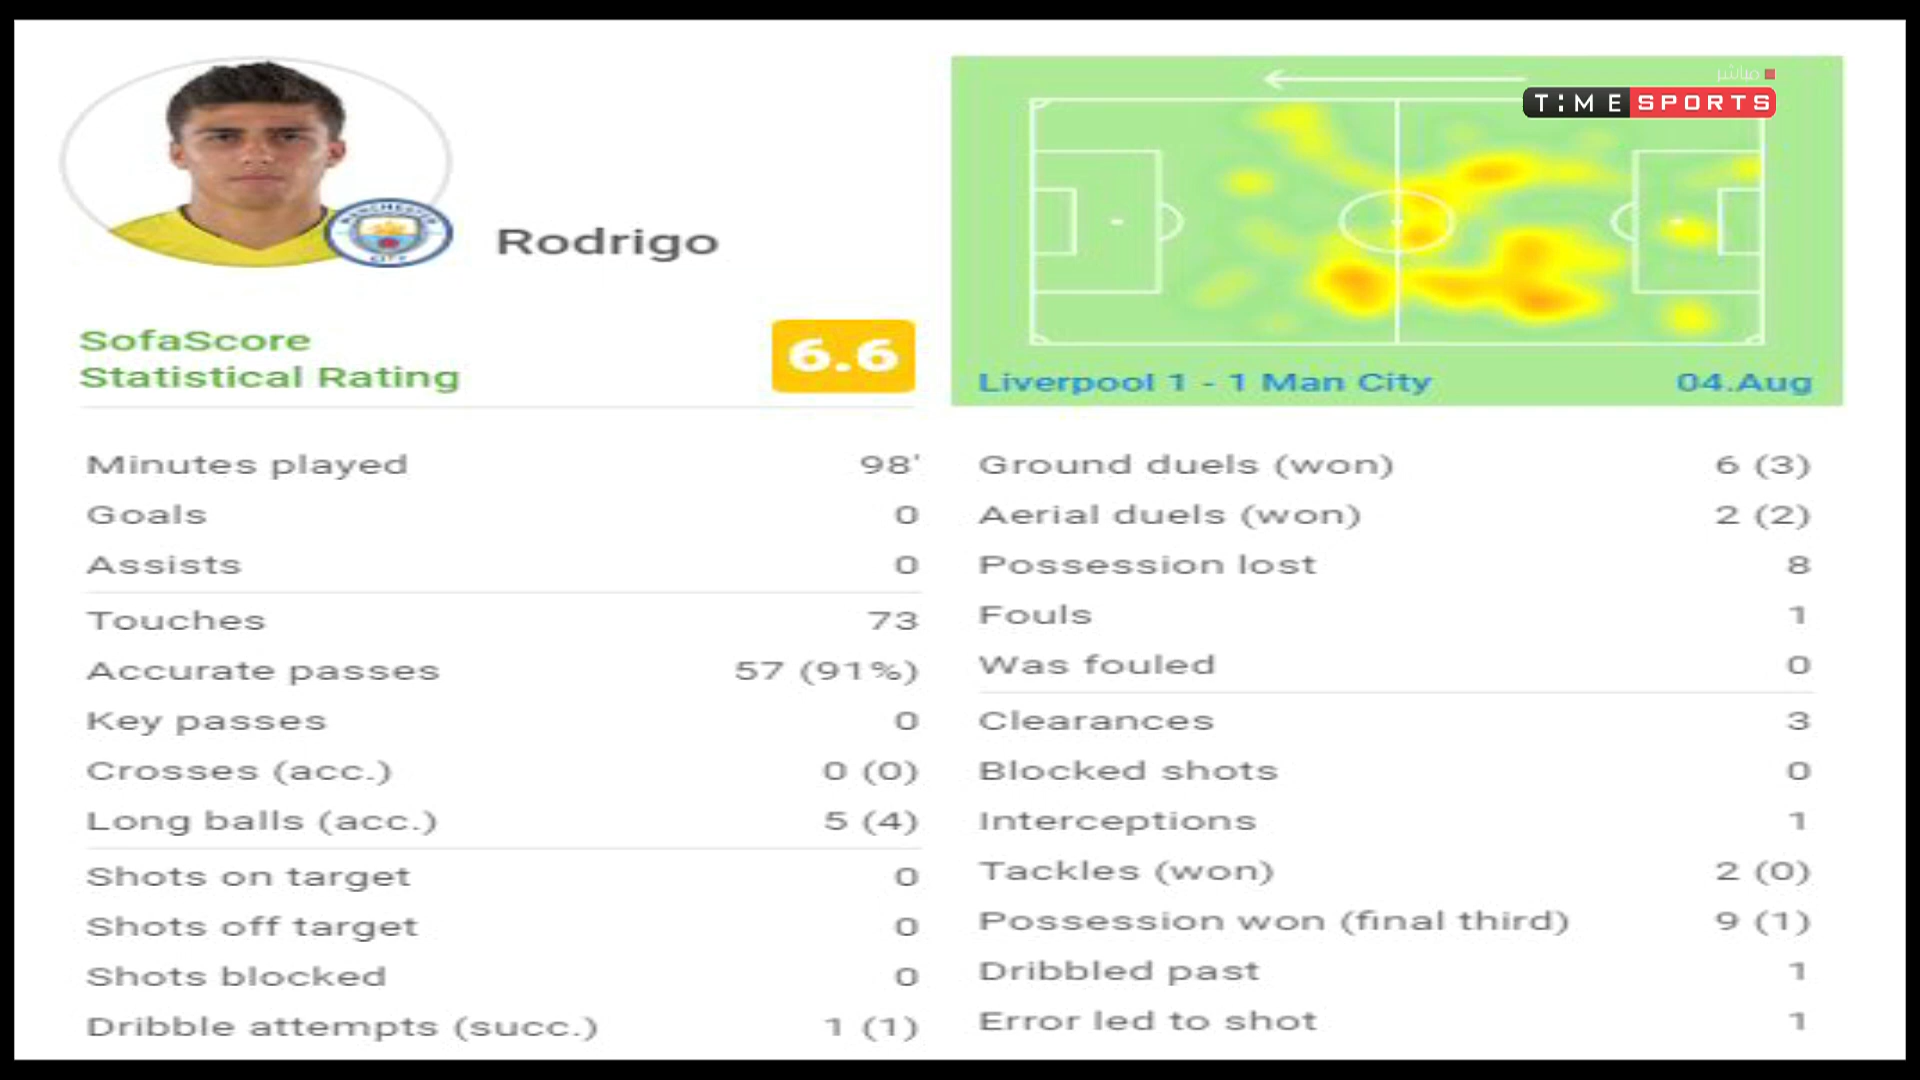 مباشر
TIME SPORTS
MANCHESTER
CITY
Rodrigo
SofaScore
Statistical Rating
6.6
Liverpool 1 - 1 Man City
04.Aug
Minutes played 98'
Goals 0
Assists 0
Touches 73
Accurate passes 57 (91%)
Key passes 0
Crosses (acc.) 0 (0)
Long balls (acc.) 5 (4)
Shots on target 0
Shots off target 0
Shots blocked 0
Dribble attempts (succ.) 1 (1)
Ground duels (won) 6 (3)
Aerial duels (won) 2 (2)
Possession lost 8
Fouls 1
Was fouled 0
Clearances 3
Blocked shots 0
Interceptions 1
Tackles (won) 2 (0)
Possession won (final third) 9 (1)
Dribbled past 1
Error led to shot 1